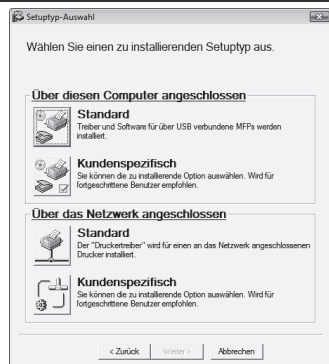 Setuptyp-Auswahl
Wählen Sie einen zu installierenden Setuptyp aus.
Über diesen Computer angeschlossen
Standard
Treiber und Software für über USB verbundene MFPs werden
installiert.
Kundenspezifisch
Sie können die zu installierende Option auswählen. Wird für
fortgeschrittene Benutzer empfohlen.
Über das Netzwerk angeschlossen
Standard
Der "Druckertreiber" wird für einen an das Netzwerk angeschlossenen
Drucker installiert.
Kundenspezifisch
Sie können die zu installierende Option auswählen. Wird für
fortgeschrittene Benutzer empfohlen.
< Zurück Weiter > Abbrechen